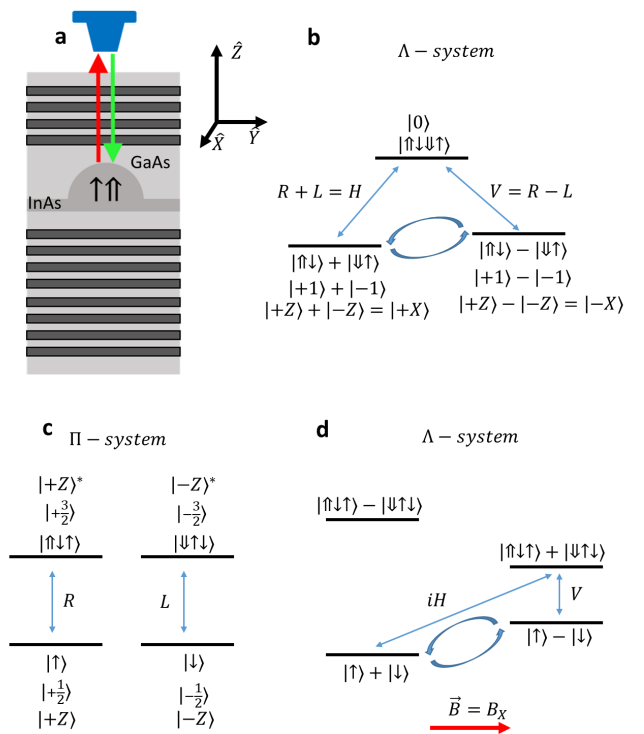 a
Ẑ
X̂
Ŷ
GaAs
InAs
↑⇑
b
Λ − system
|0⟩
|⇑↓⇓↑⟩
R + L = H
V = R − L
|⇑↓⟩ + |⇓↑⟩
|+1⟩ + |−1⟩
|+Z⟩ + |−Z⟩ = |+X⟩
|⇑↓⟩ − |⇓↑⟩
|+1⟩ − |−1⟩
|+Z⟩ − |−Z⟩ = |−X⟩
c
Π − system
|+Z⟩*
|+3/2⟩
|⇑↓↑⟩
|−Z⟩*
|−3/2⟩
|⇓↑↓⟩
R
L
|↑⟩
|+1/2⟩
|+Z⟩
|↓⟩
|−1/2⟩
|−Z⟩
d
Λ − system
|⇑↓↑⟩ − |⇓↑↓⟩
|⇑↓↑⟩ + |⇓↑↓⟩
iH
V
|↑⟩ + |↓⟩
|↑⟩ − |↓⟩
B⃗ = B_X